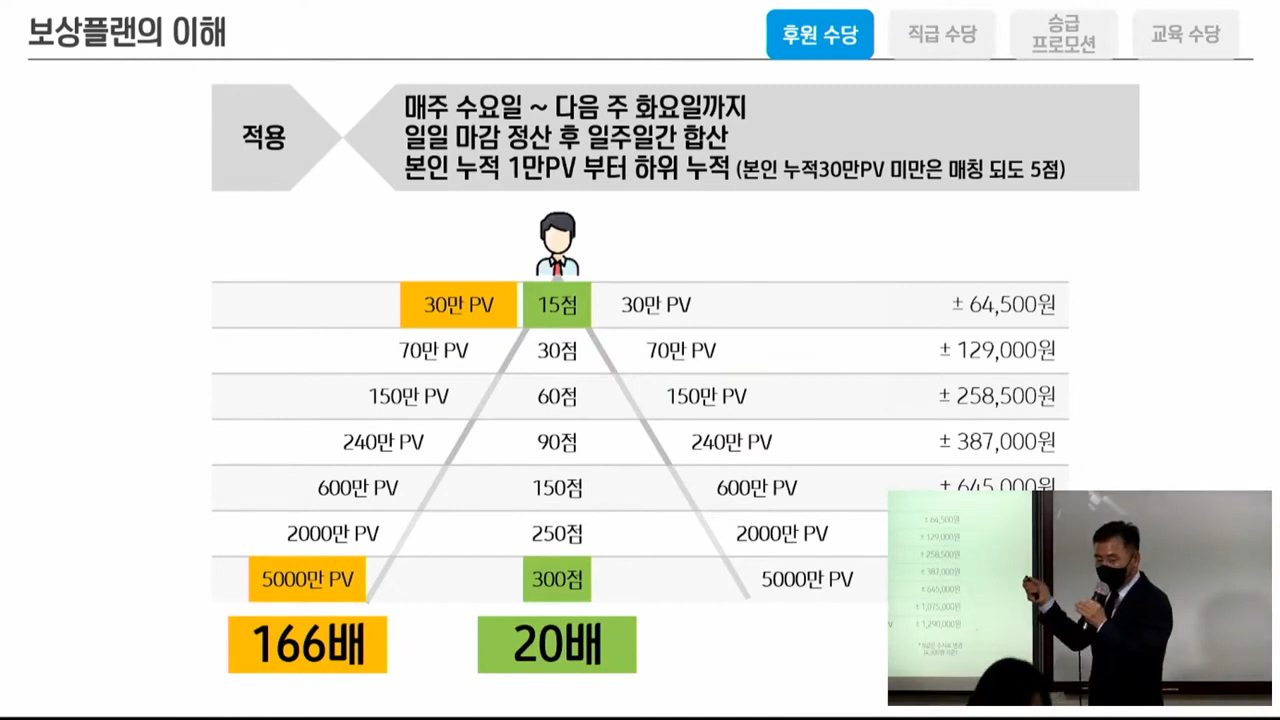 보상플랜의 이해
후원 수당
직급 수당
승급
프로모션
교육 수당
적용
매주 수요일 ~ 다음 주 화요일까지
일일 마감 정산 후 일주일간 합산
본인 누적 1만PV 부터 하위 누적 (본인 누적30만PV 미만은 매칭 되도 5점)
30만 PV 15점 30만 PV ± 64,500원
70만 PV 30점 70만 PV ± 129,000원
150만 PV 60점 150만 PV ± 258,500원
240만 PV 90점 240만 PV ± 387,000원
600만 PV 150점 600만 PV ± 645,000원
2000만 PV 250점 2000만 PV
5000만 PV 300점 5000만 PV
166배 20배
± 64,500원
± 129,000원
± 258,500원
± 387,000원
± 645,000원
± 1,075,000원
± 1,290,000원